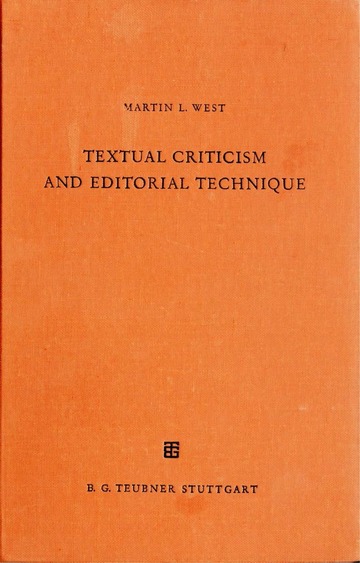 MARTIN L. WEST
TEXTUAL CRITICISM
AND EDITORIAL TECHNIQUE
B. G. TEUBNER STUTTGART